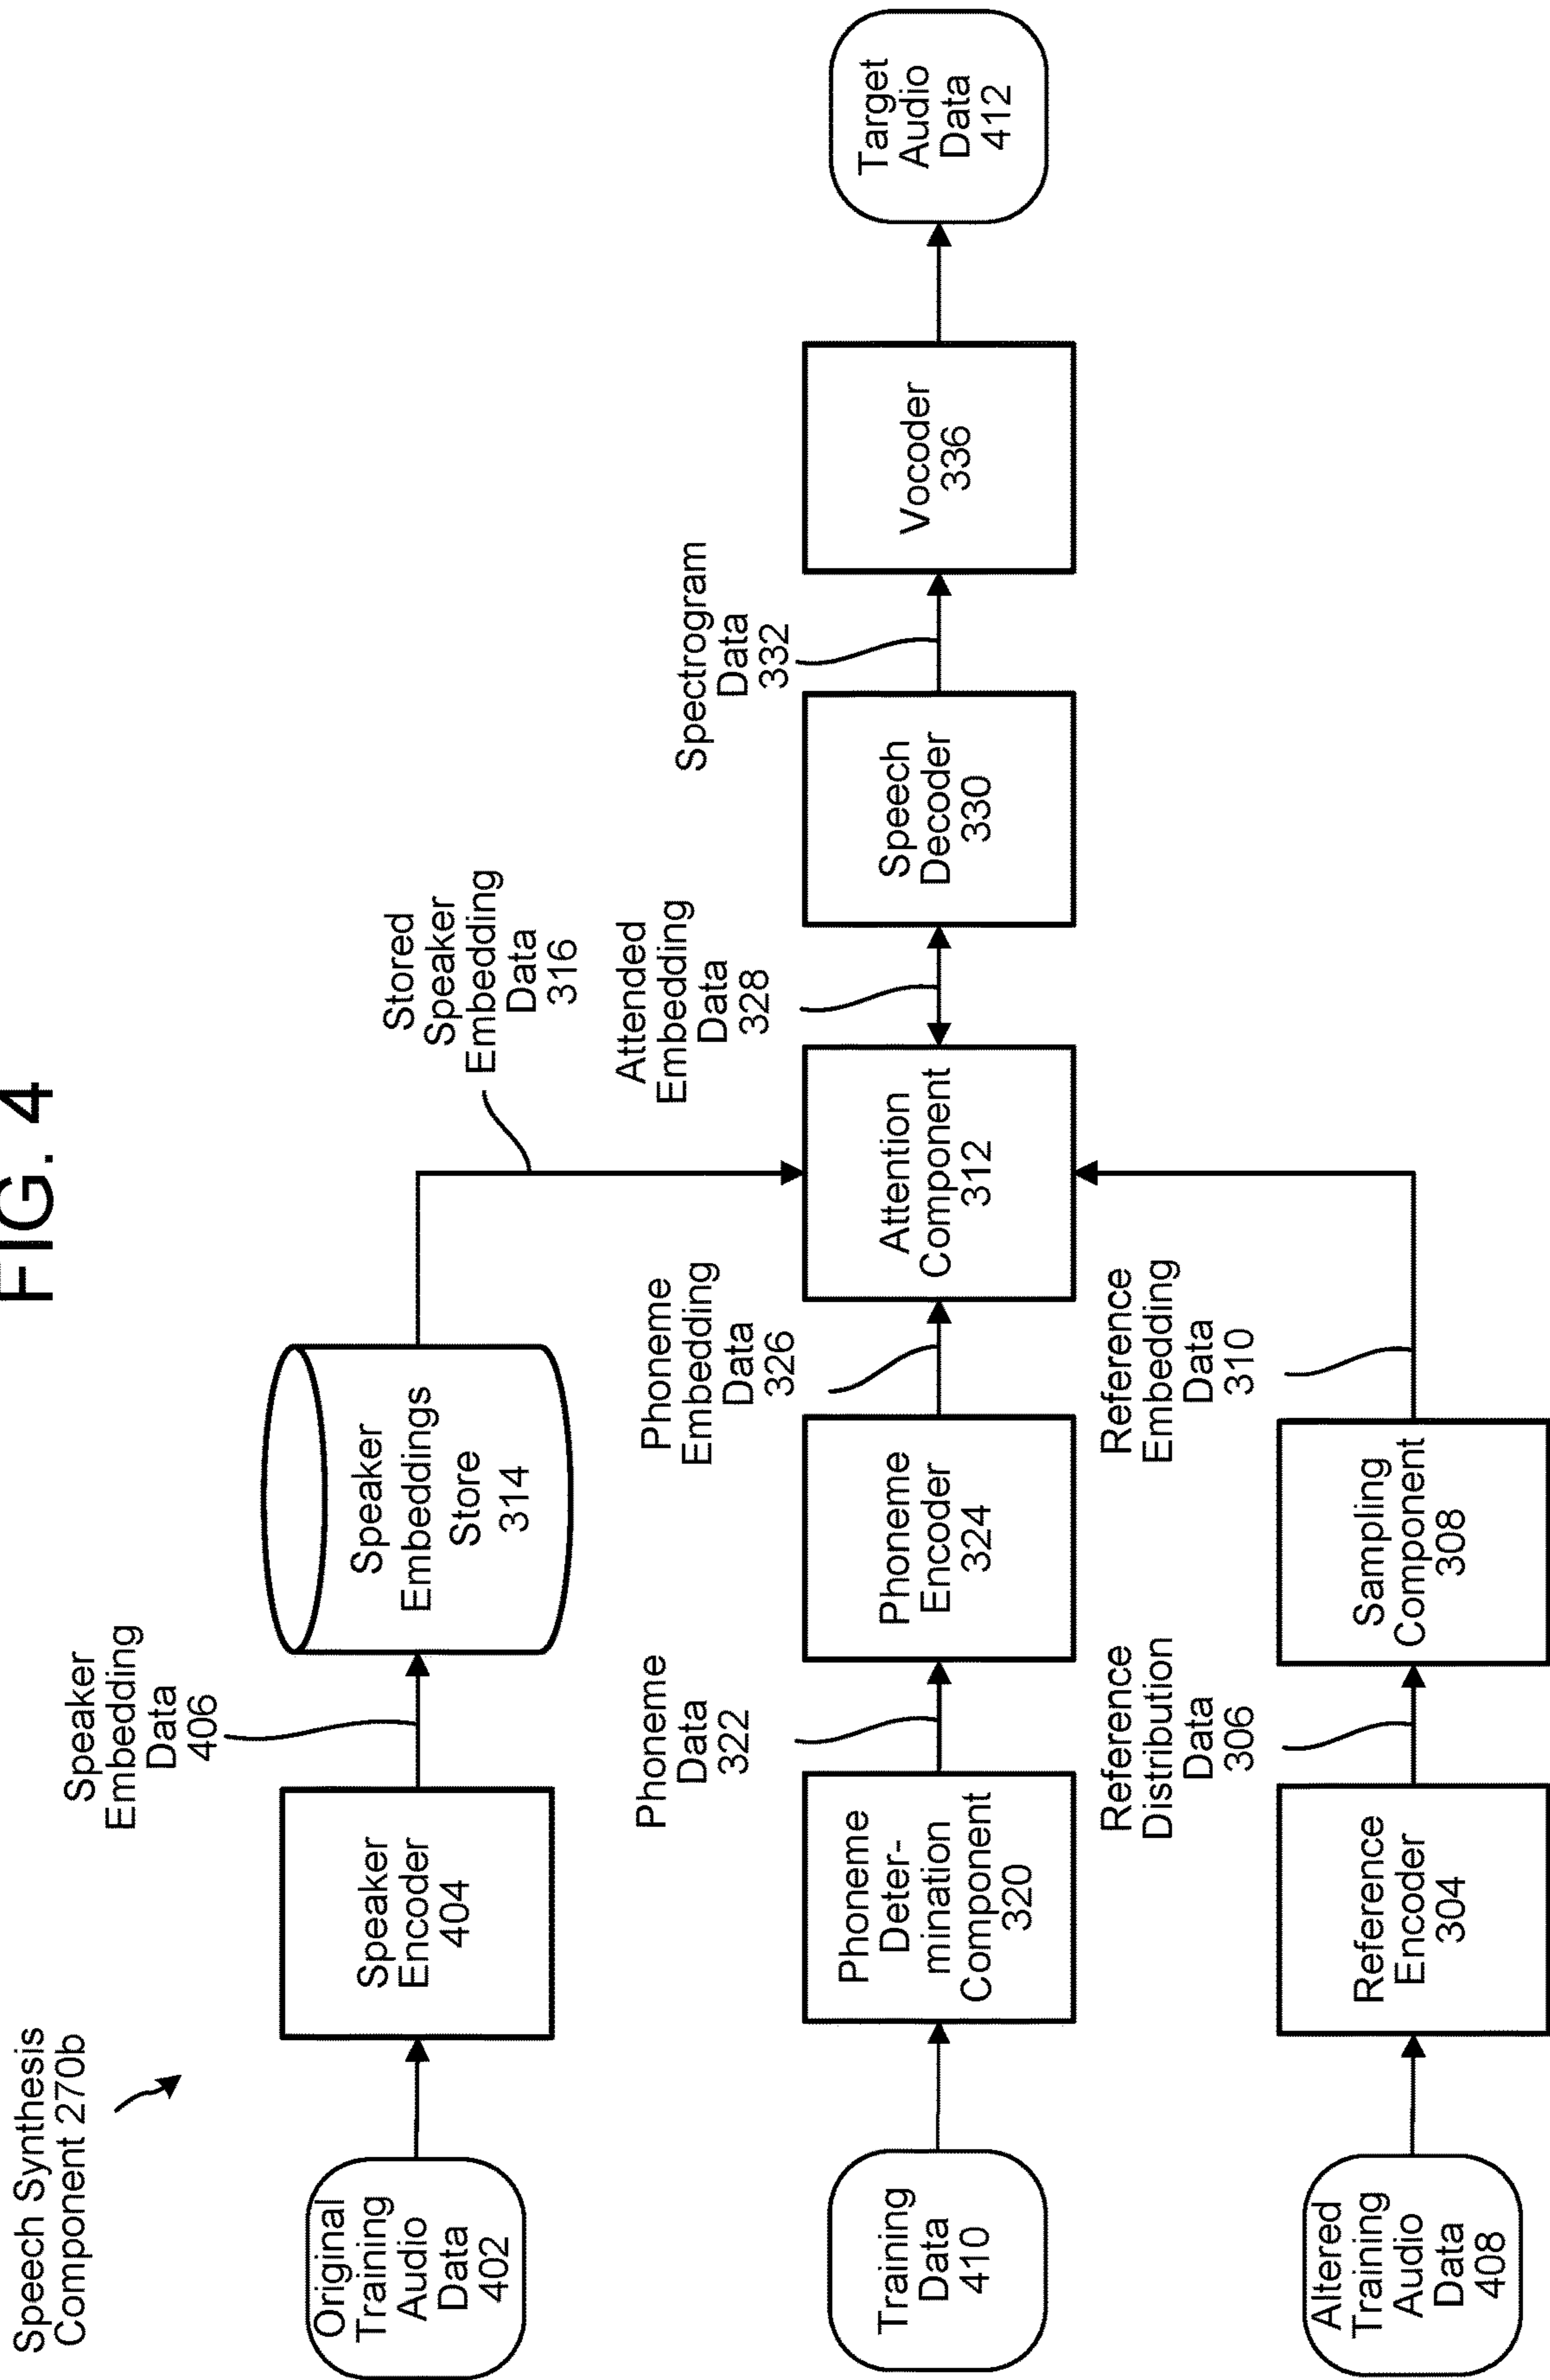 FIG. 4
Speech Synthesis
Component 270b
Original
Training
Audio
Data
402
Speaker
Encoder
404
Speaker
Embedding
Data
406
Speaker
Embeddings
Store
314
Stored
Speaker
Embedding
Data
316
Training
Data
410
Phoneme
Deter-
mination
Component
320
Phoneme
Data
322
Phoneme
Encoder
324
Phoneme
Embedding
Data
326
Attention
Component
312
Attended
Embedding
Data
328
Speech
Decoder
330
Spectrogram
Data
332
Vocoder
336
Target
Audio
Data
412
Altered
Training
Audio
Data
408
Reference
Encoder
304
Reference
Distribution
Data
306
Sampling
Component
308
Reference
Embedding
Data
310